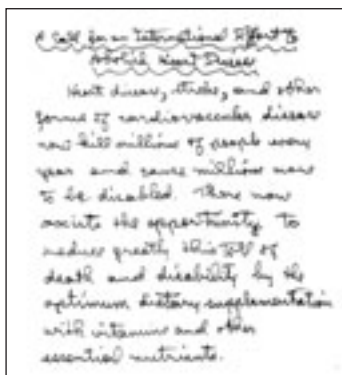 A Call for an International Effort to
Abolish Heart Disease
Heart disease, stroke, and other
forms of cardiovascular disease
now kill millions of people every
year and cause millions more
to be disabled. There now
exists the opportunity to
reduce greatly this toll of
death and disability by the
optimum dietary supplementation
with vitamins and other
essential nutrients.